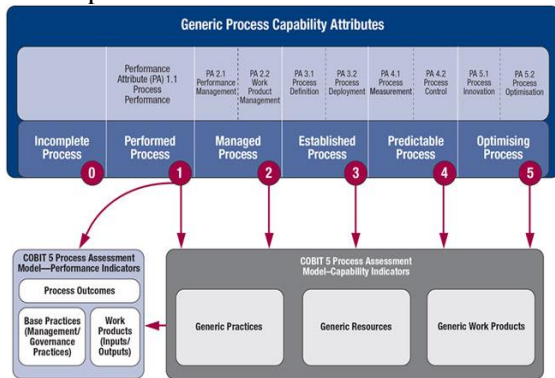 Generic Process Capability Attributes
Performance
Attribute (PA) 1.1
Process
Performance
PA 2.1
Performance
Management
PA 2.2
Work
Product
Management
PA 3.1
Process
Definition
PA 3.2
Process
Deployment
PA 4.1
Process
Measurement
PA 4.2
Process
Control
PA 5.1
Process
Innovation
PA 5.2
Process
Optimisation
Incomplete
Process
0
Performed
Process
1
Managed
Process
2
Established
Process
3
Predictable
Process
4
Optimising
Process
5
COBIT 5 Process Assessment
Model—Performance Indicators
Process Outcomes
Base Practices
(Management/
Governance
Practices)
Work
Products
(Inputs/
Outputs)
COBIT 5 Process Assessment
Model–Capability Indicators
Generic Practices
Generic Resources
Generic Work Products